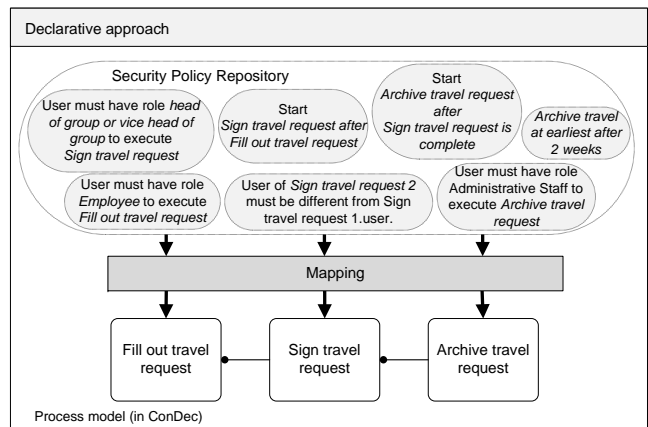 Declarative approach
Security Policy Repository
User must have role head
of group or vice head of
group to execute
Sign travel request
Start
Sign travel request after
Fill out travel request
Start
Archive travel request
after
Sign travel request is
complete
Archive travel
at earliest after
2 weeks
User must have role
Employee to execute
Fill out travel request
User of Sign travel request 2
must be different from Sign
travel request 1.user.
User must have role
Administrative Staff to
execute Archive travel
request
Mapping
Fill out travel
request
Sign travel
request
Archive travel
request
Process model (in ConDec)